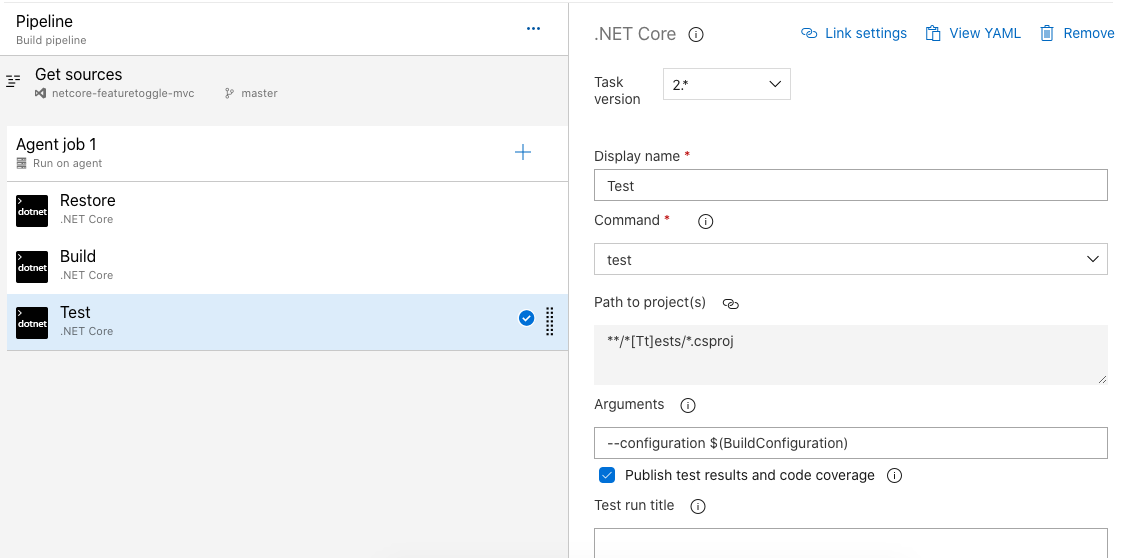 Pipeline
Build pipeline
...
Get sources
netcore-featuretoggle-mvc master
Agent job 1
Run on agent
+
>
dotnet
Restore
.NET Core
>
dotnet
Build
.NET Core
>
dotnet
Test
.NET Core
.NET Core
Link settings View YAML Remove
Task
version
2.*
Display name *
Test
Command *
test
Path to project(s)
**/*[Tt]ests/*.csproj
Arguments
--configuration $(BuildConfiguration)
Publish test results and code coverage
Test run title